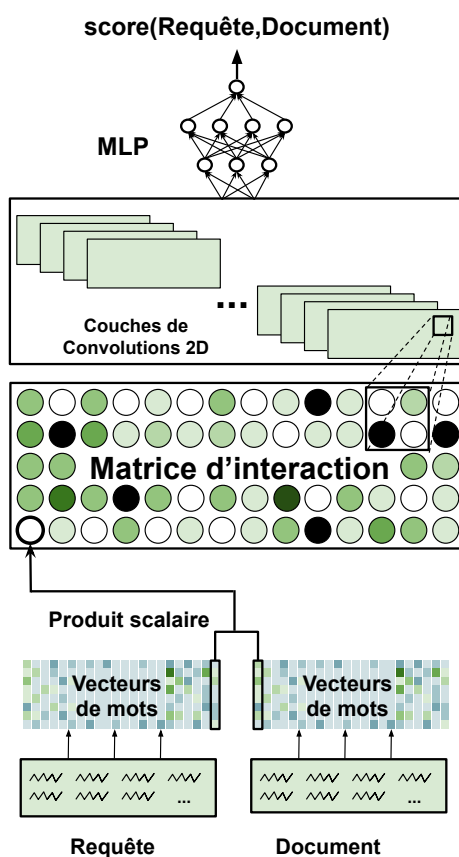 score(Requête,Document)
MLP
...
Couches de
Convolutions 2D
Matrice d'interaction
Produit scalaire
Vecteurs
de mots
Vecteurs
de mots
...
...
Requête
Document